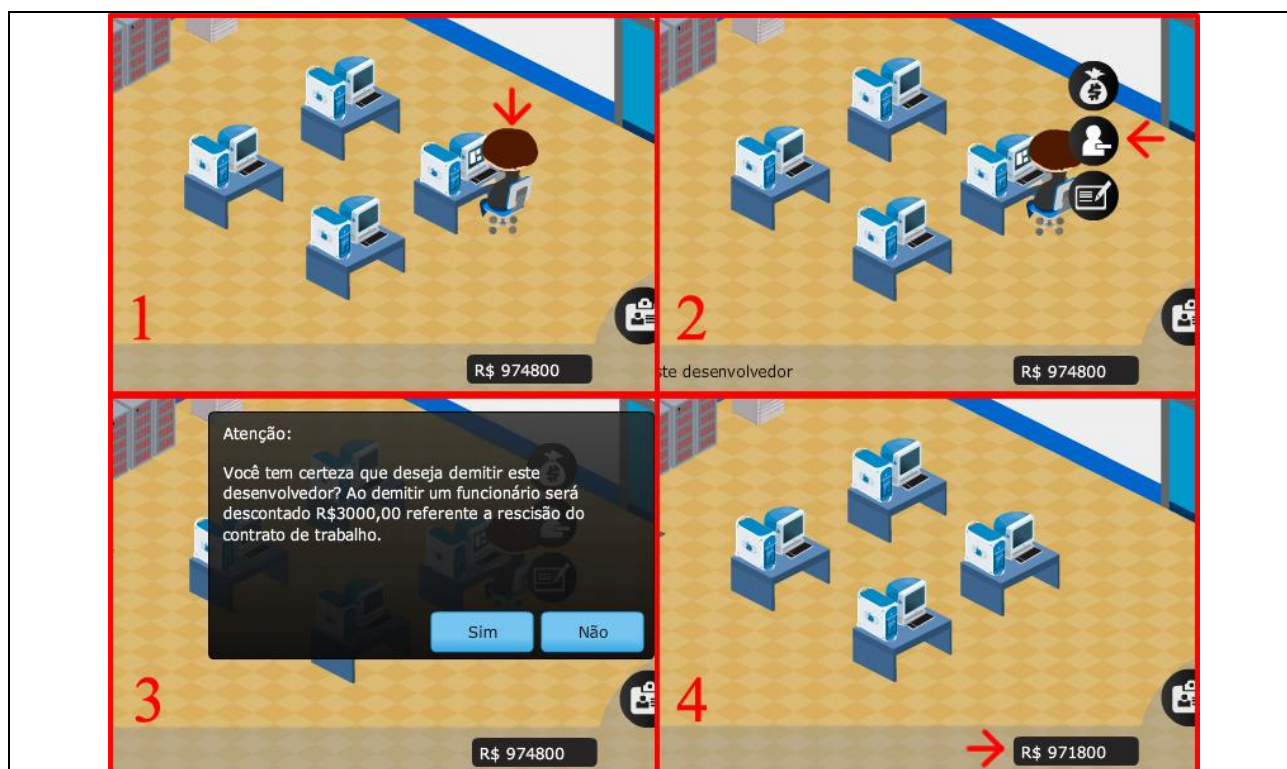 1
R$ 974800
2
ste desenvolvedor
R$ 974800
Atenção:
Você tem certeza que deseja demitir este
desenvolvedor? Ao demitir um funcionário será
descontado R$3000,00 referente a rescisão do
contrato de trabalho.
Sim
Não
3
R$ 974800
4
R$ 971800